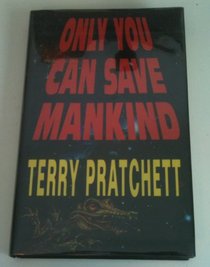 ONLY YOU
CAN SAVE
MANKIND
TERRY PRATCHETT